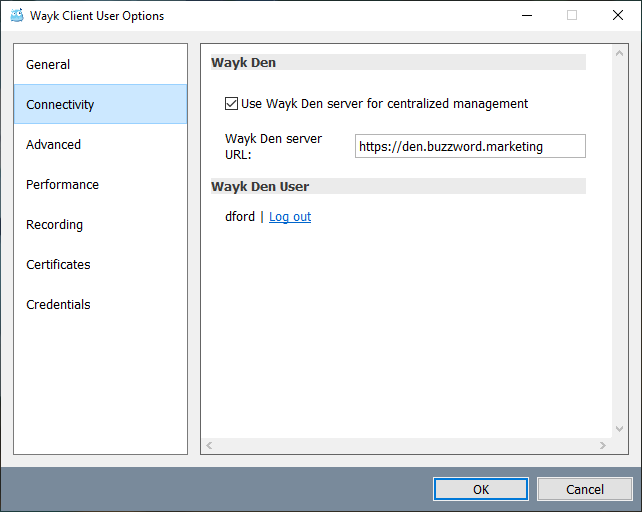 Wayk Client User Options
General
Connectivity
Advanced
Performance
Recording
Certificates
Credentials
Wayk Den
Use Wayk Den server for centralized management
Wayk Den server
URL:
https://den.buzzword.marketing
Wayk Den User
dford | Log out
OK
Cancel